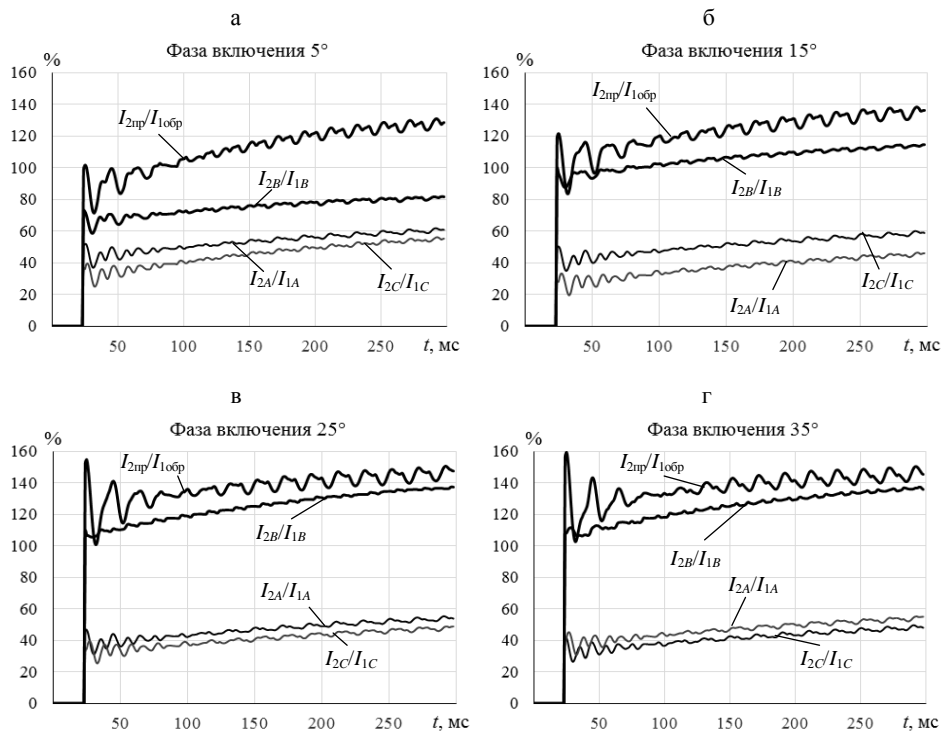 а
Фаза включения 5°
%
160
140
120
100
80
60
40
20
0
50 100 150 200 250
t, мс
I2пр/I1обр
I2B/I1B
I2A/I1A
I2C/I1C
б
Фаза включения 15°
%
160
140
120
100
80
60
40
20
0
50 100 150 200 250
t, мс
I2пр/I1обр
I2B/I1B
I2C/I1C
I2A/I1A
в
Фаза включения 25°
%
160
140
120
100
80
60
40
20
0
50 100 150 200 250
t, мс
I2пр/I1обр
I2B/I1B
I2A/I1A
I2C/I1C
г
Фаза включения 35°
%
160
140
120
100
80
60
40
20
0
50 100 150 200 250
t, мс
I2пр/I1обр
I2B/I1B
I2A/I1A
I2C/I1C